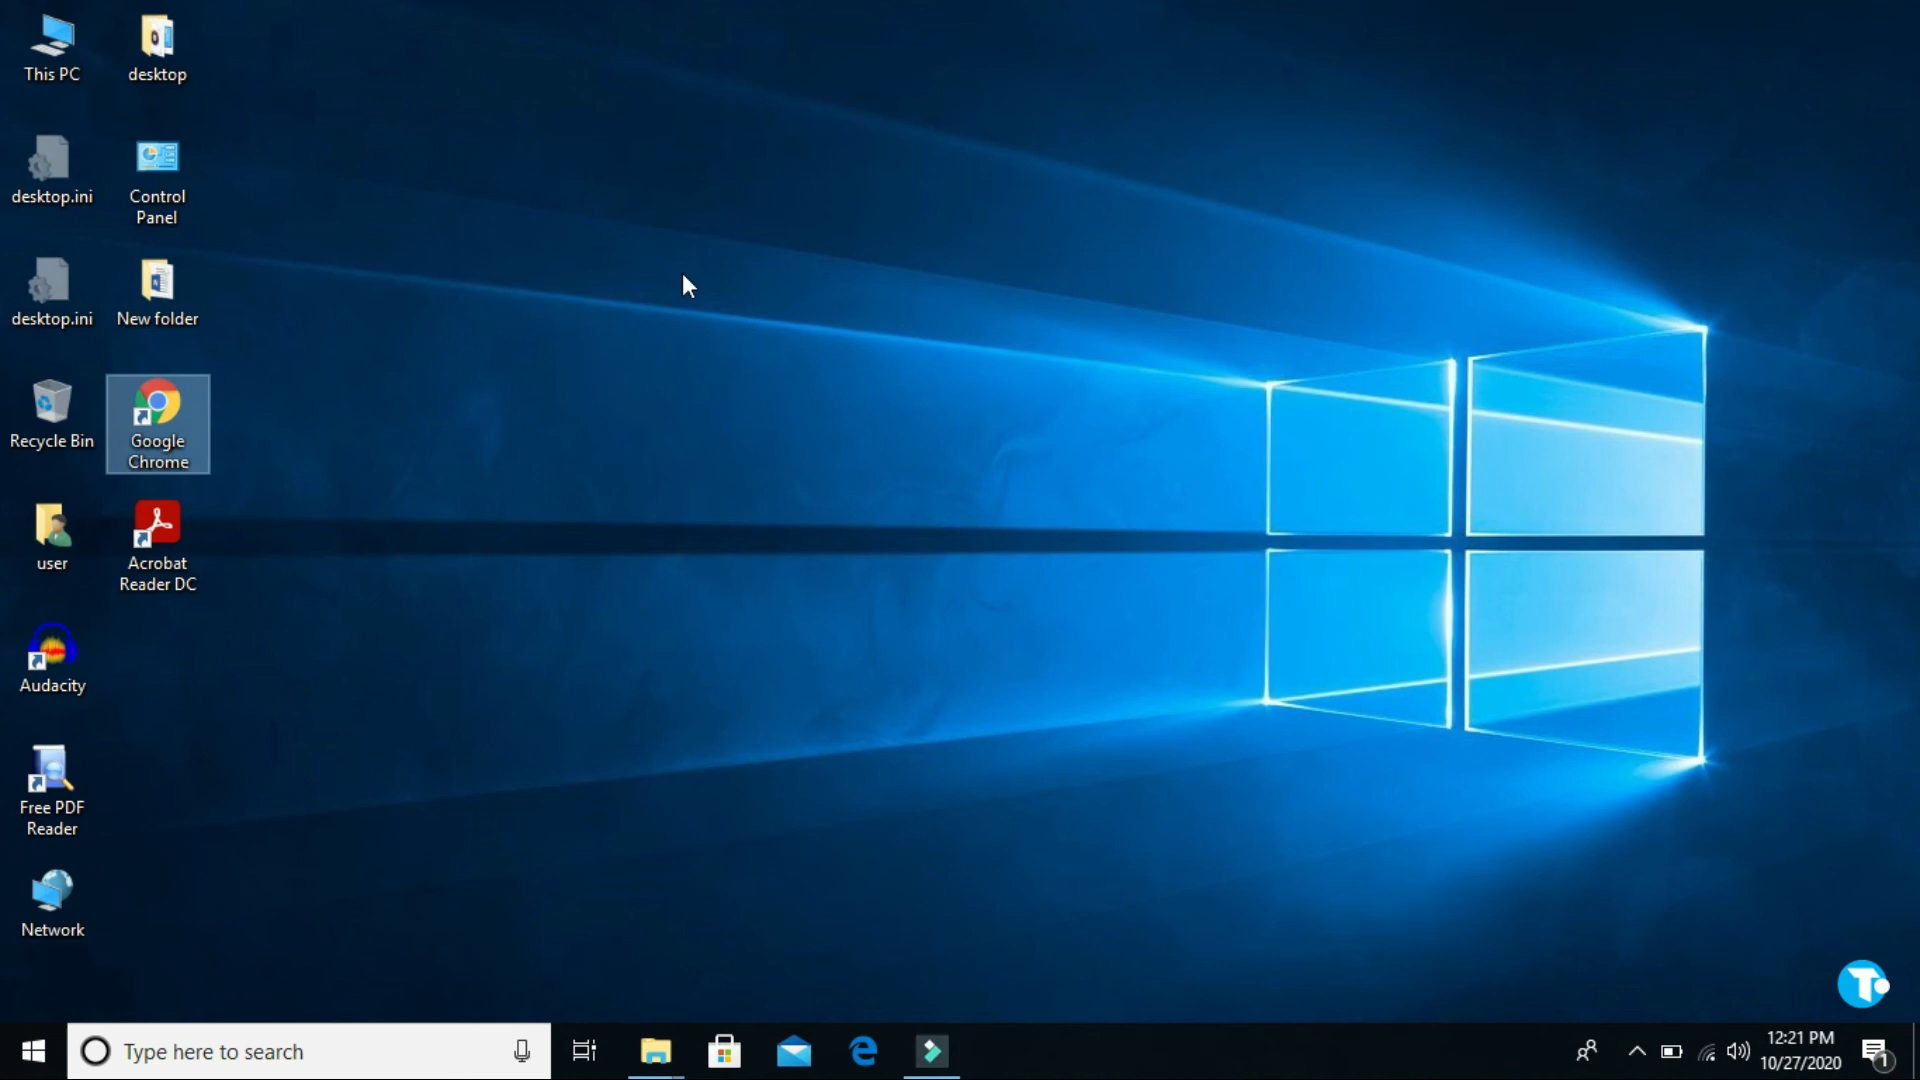 This PC
desktop
desktop.ini
Control
Panel
desktop.ini
New folder
Recycle Bin
Google
Chrome
user
Acrobat
Reader DC
Audacity
Free PDF
Reader
Network
Type here to search
12:21 PM
10/27/2020
1